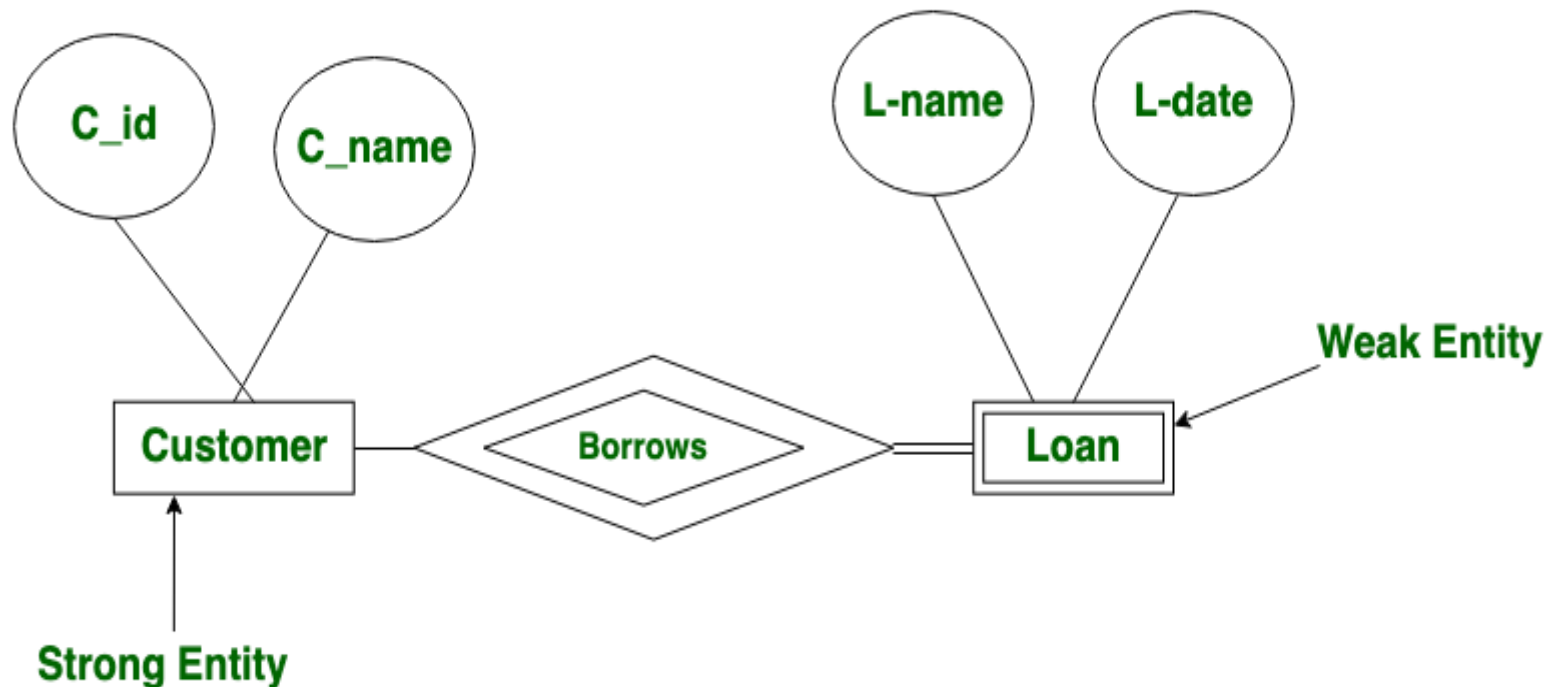 C_id
C_name
L-name
L-date
Weak Entity
Customer
Borrows
Loan
Strong Entity